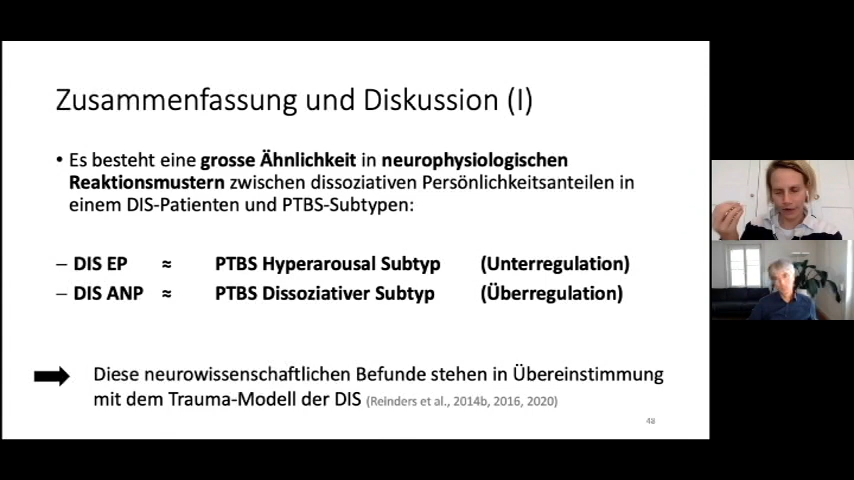 Zusammenfassung und Diskussion (I)
• Es besteht eine grosse Ähnlichkeit in neurophysiologischen
Reaktionsmustern zwischen dissoziativen Persönlichkeitsanteilen in
einem DIS-Patienten und PTBS-Subtypen:
– DIS EP ≈ PTBS Hyperarousal Subtyp (Unterregulation)
– DIS ANP ≈ PTBS Dissoziativer Subtyp (Überregulation)
Diese neurowissenschaftlichen Befunde stehen in Übereinstimmung
mit dem Trauma-Modell der DIS (Reinders et al., 2014b, 2016, 2020)